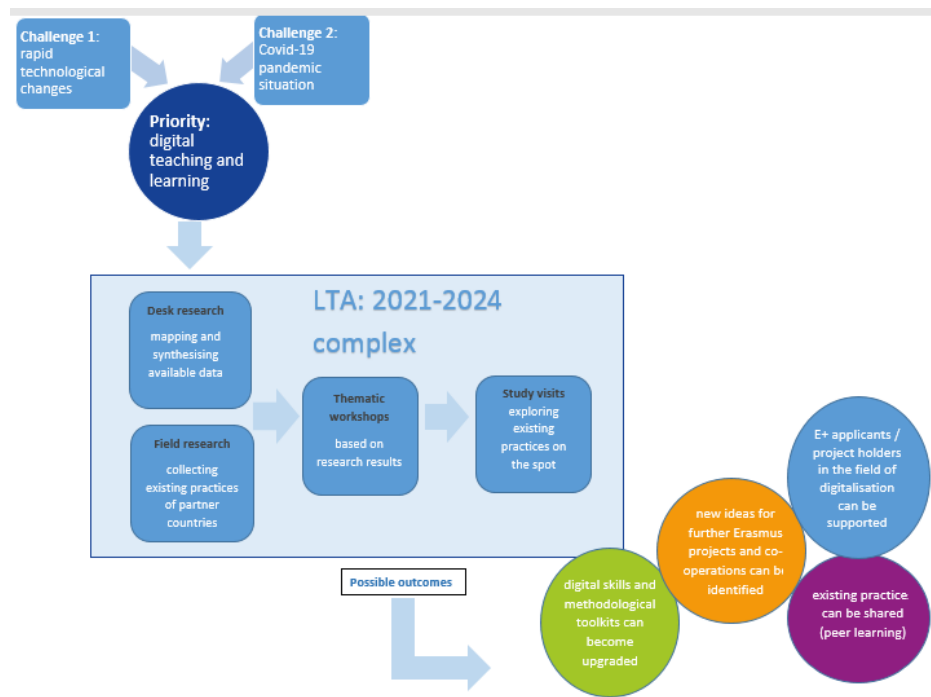 Challenge 1:
rapid
technological
changes
Challenge 2:
Covid-19
pandemic
situation
Priority:
digital
teaching and
learning
LTA: 2021-2024
complex
Desk research
mapping and
synthesising
available data
Field research
collecting
existing practices
of partner
countries
Thematic
workshops
based on
research results
Study visits
exploring
existing
practices on
the spot
Possible outcomes
digital skills and
methodological
toolkits can
become
upgraded
new ideas for
further Erasmus
projects and co-
operations can be
identified
E+ applicants /
project holders
in the field of
digitalisation
can be
supported
existing practice
can be shared
(peer learning)